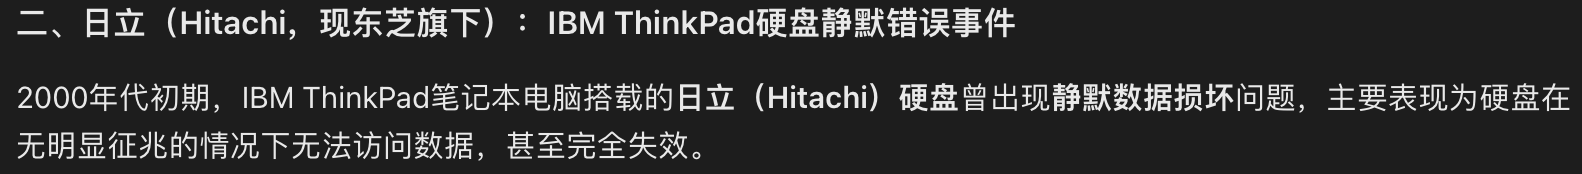 二、日立（Hitachi，现东芝旗下）：IBM ThinkPad硬盘静默错误事件
2000年代初期，IBM ThinkPad笔记本电脑搭载的日立（Hitachi）硬盘曾出现静默数据损坏问题，主要表现为硬盘在
无明显征兆的情况下无法访问数据，甚至完全失效。